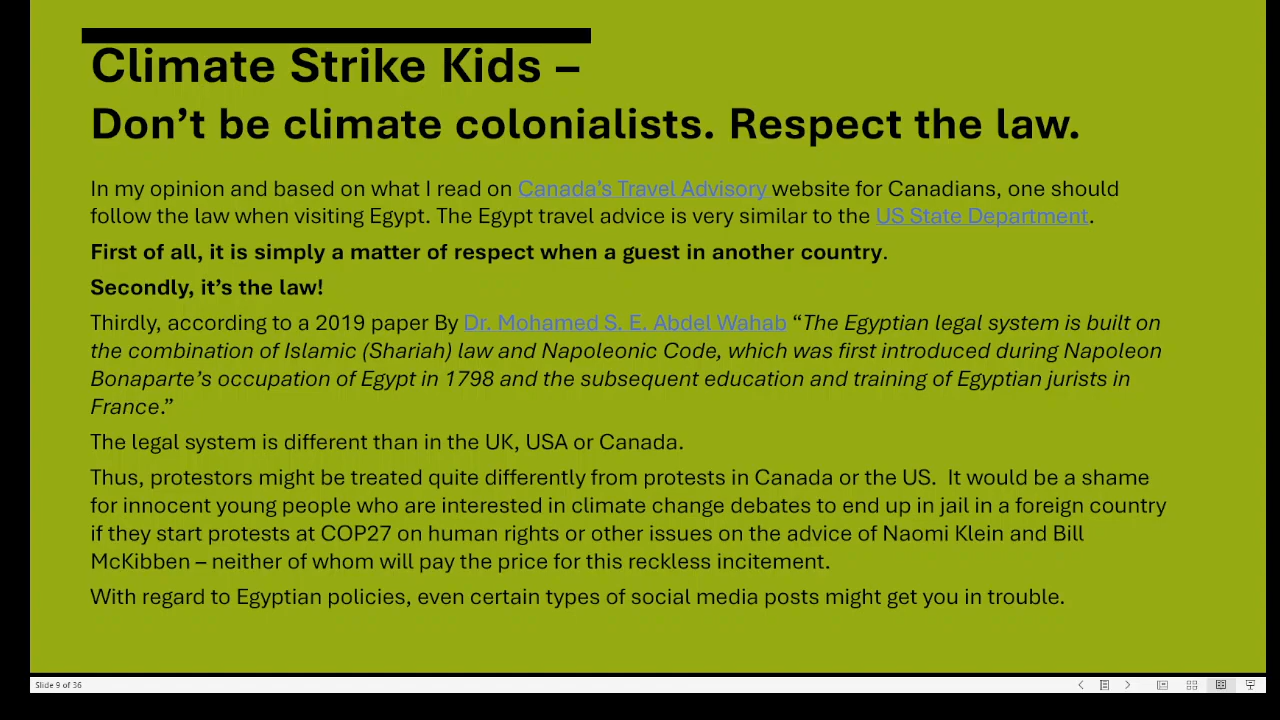 Climate Strike Kids –
Don’t be climate colonialists. Respect the law.
In my opinion and based on what I read on Canada’s Travel Advisory website for Canadians, one should
follow the law when visiting Egypt. The Egypt travel advice is very similar to the US State Department.
First of all, it is simply a matter of respect when a guest in another country.
Secondly, it’s the law!
Thirdly, according to a 2019 paper By Dr. Mohamed S. E. Abdel Wahab “The Egyptian legal system is built on
the combination of Islamic (Shariah) law and Napoleonic Code, which was first introduced during Napoleon
Bonaparte’s occupation of Egypt in 1798 and the subsequent education and training of Egyptian jurists in
France.”
The legal system is different than in the UK, USA or Canada.
Thus, protestors might be treated quite differently from protests in Canada or the US.  It would be a shame
for innocent young people who are interested in climate change debates to end up in jail in a foreign country
if they start protests at COP27 on human rights or other issues on the advice of Naomi Klein and Bill
McKibben – neither of whom will pay the price for this reckless incitement.
With regard to Egyptian policies, even certain types of social media posts might get you in trouble.
Slide 9 of 36